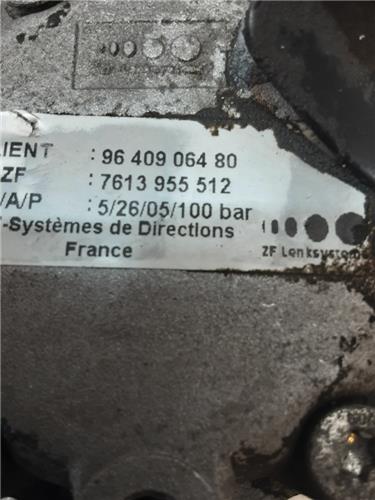 LIENT : 96 409 064 80
ZF : 7613 955 512
/A/P : 5/26/05/100 bar
-Systèmes de Directions
France
ZF Lenksysteme